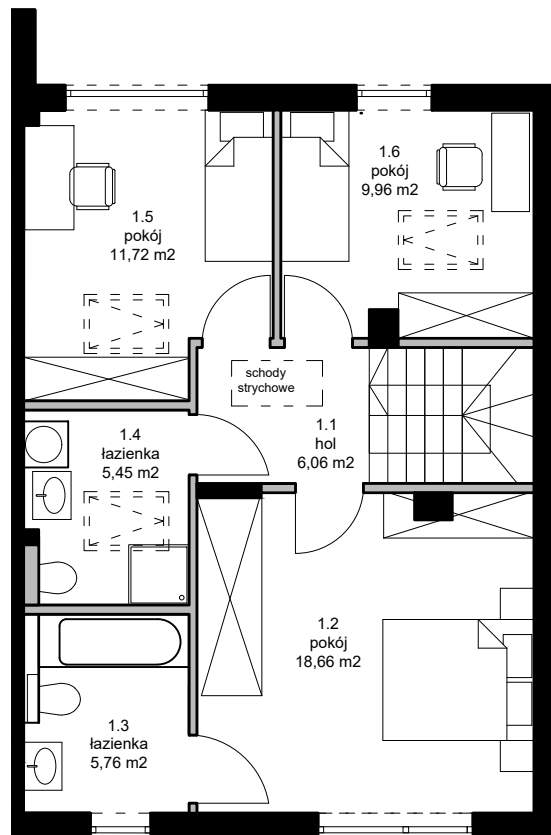 1.6
pokój
9,96 m2
1.5
pokój
11,72 m2
schody
strychowe
1.1
hol
6,06 m2
1.4
łazienka
5,45 m2
1.2
pokój
18,66 m2
1.3
łazienka
5,76 m2